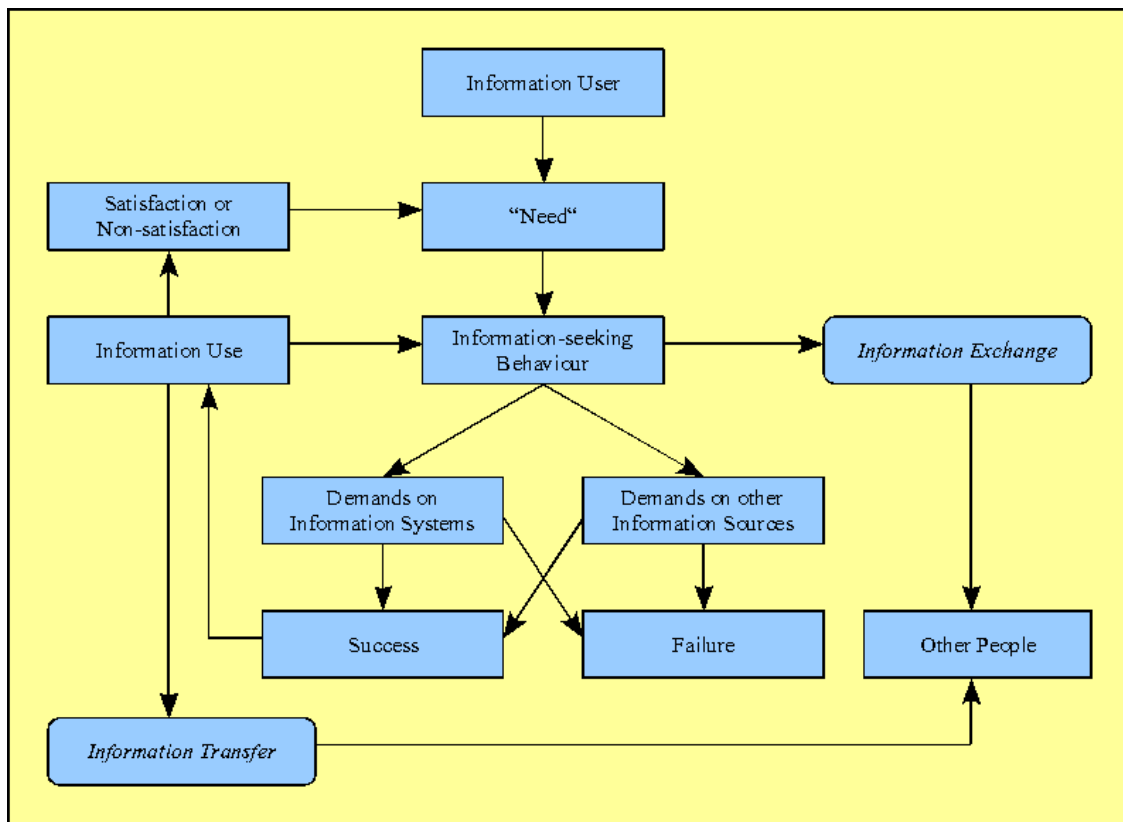 Information User
Satisfaction or
Non-satisfaction
“Need“
Information Use
Information-seeking
Behaviour
Information Exchange
Demands on
Information Systems
Demands on other
Information Sources
Success
Failure
Other People
Information Transfer